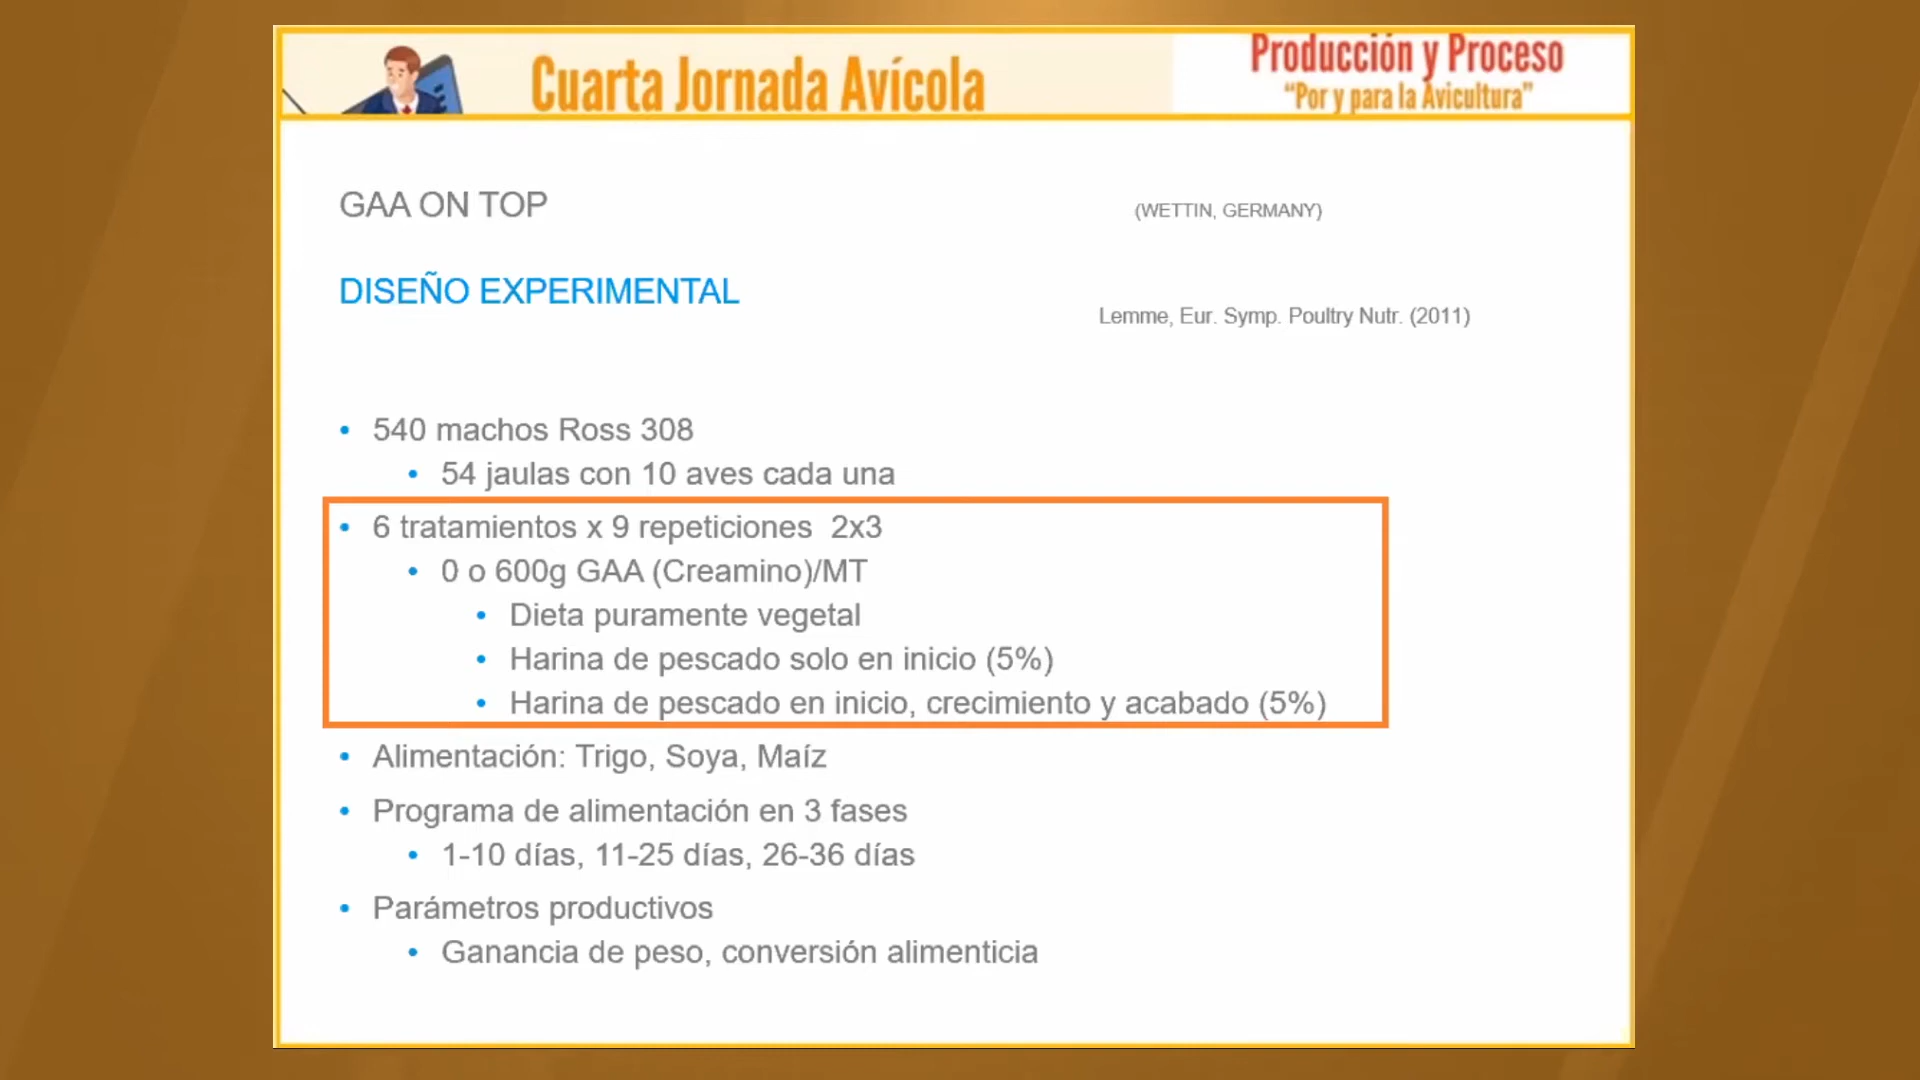 Cuarta Jornada Avícola
Producción y Proceso
“Por y para la Avicultura”
GAA ON TOP
(WETTIN, GERMANY)
DISEÑO EXPERIMENTAL
Lemme, Eur. Symp. Poultry Nutr. (2011)
• 540 machos Ross 308
• 54 jaulas con 10 aves cada una
• 6 tratamientos x 9 repeticiones 2x3
• 0 o 600g GAA (Creamino)/MT
• Dieta puramente vegetal
• Harina de pescado solo en inicio (5%)
• Harina de pescado en inicio, crecimiento y acabado (5%)
• Alimentación: Trigo, Soya, Maíz
• Programa de alimentación en 3 fases
• 1-10 días, 11-25 días, 26-36 días
• Parámetros productivos
• Ganancia de peso, conversión alimenticia